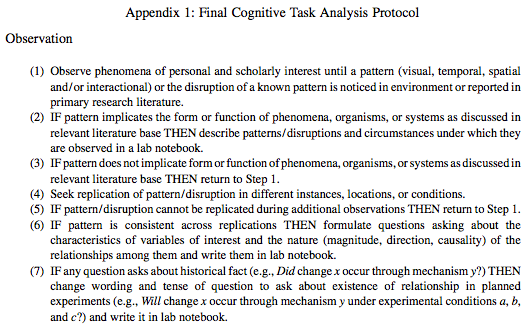 Appendix 1: Final Cognitive Task Analysis Protocol
Observation
(1) Observe phenomena of personal and scholarly interest until a pattern (visual, temporal, spatial
and/or interactional) or the disruption of a known pattern is noticed in environment or reported in
primary research literature.
(2) IF pattern implicates the form or function of phenomena, organisms, or systems as discussed in
relevant literature base THEN describe patterns/disruptions and circumstances under which they
are observed in a lab notebook.
(3) IF pattern does not implicate form or function of phenomena, organisms, or systems as discussed in
relevant literature base THEN return to Step 1.
(4) Seek replication of pattern/disruption in different instances, locations, or conditions.
(5) IF pattern/disruption cannot be replicated during additional observations THEN return to Step 1.
(6) IF pattern is consistent across replications THEN formulate questions asking about the
characteristics of variables of interest and the nature (magnitude, direction, causality) of the
relationships among them and write them in lab notebook.
(7) IF any question asks about historical fact (e.g., Did change x occur through mechanism y?) THEN
change wording and tense of question to ask about existence of relationship in planned
experiments (e.g., Will change x occur through mechanism y under experimental conditions a, b,
and c?) and write it in lab notebook.